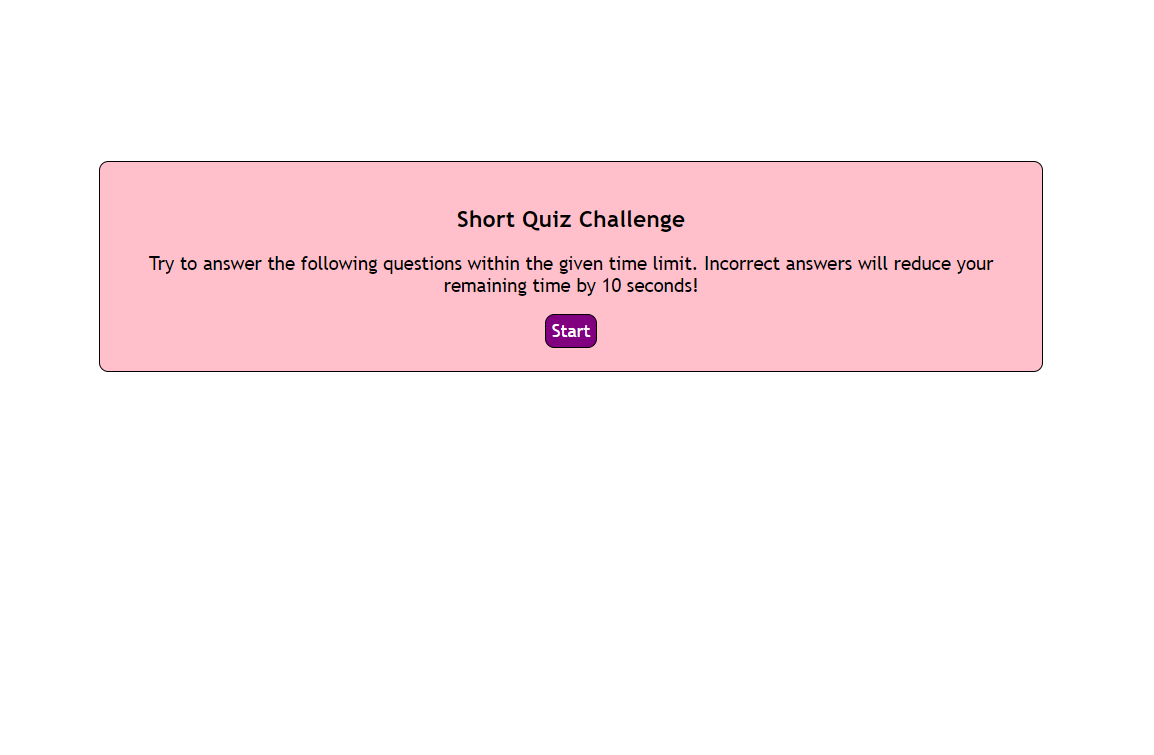 Short Quiz Challenge
Try to answer the following questions within the given time limit. Incorrect answers will reduce your
remaining time by 10 seconds!
Start